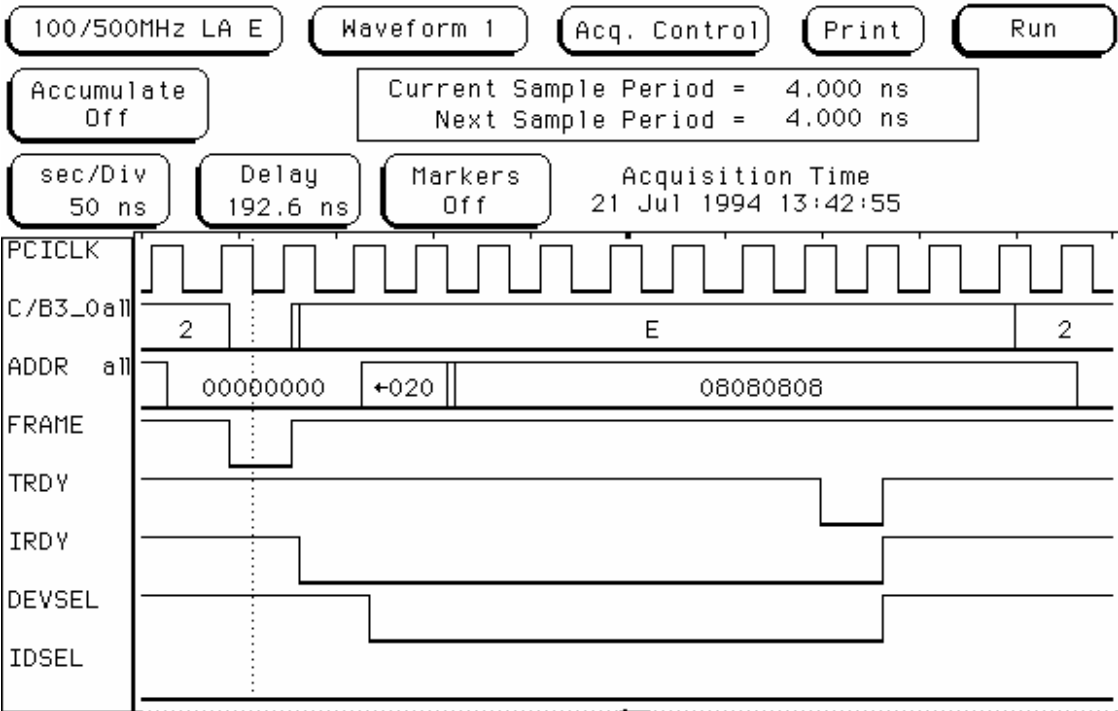 100/500MHz LA E
Waveform 1
Acq. Control
Print
Run
Accumulate
Off
Current Sample Period = 4.000 ns
Next Sample Period = 4.000 ns
sec/Div
50 ns
Delay
192.6 ns
Markers
Off
Acquisition Time
21 Jul 1994 13:42:55
PCICLK
C/B3_0all
2
E
2
ADDR all
00000000
←020
08080808
FRAME
TRDY
IRDY
DEVSEL
IDSEL